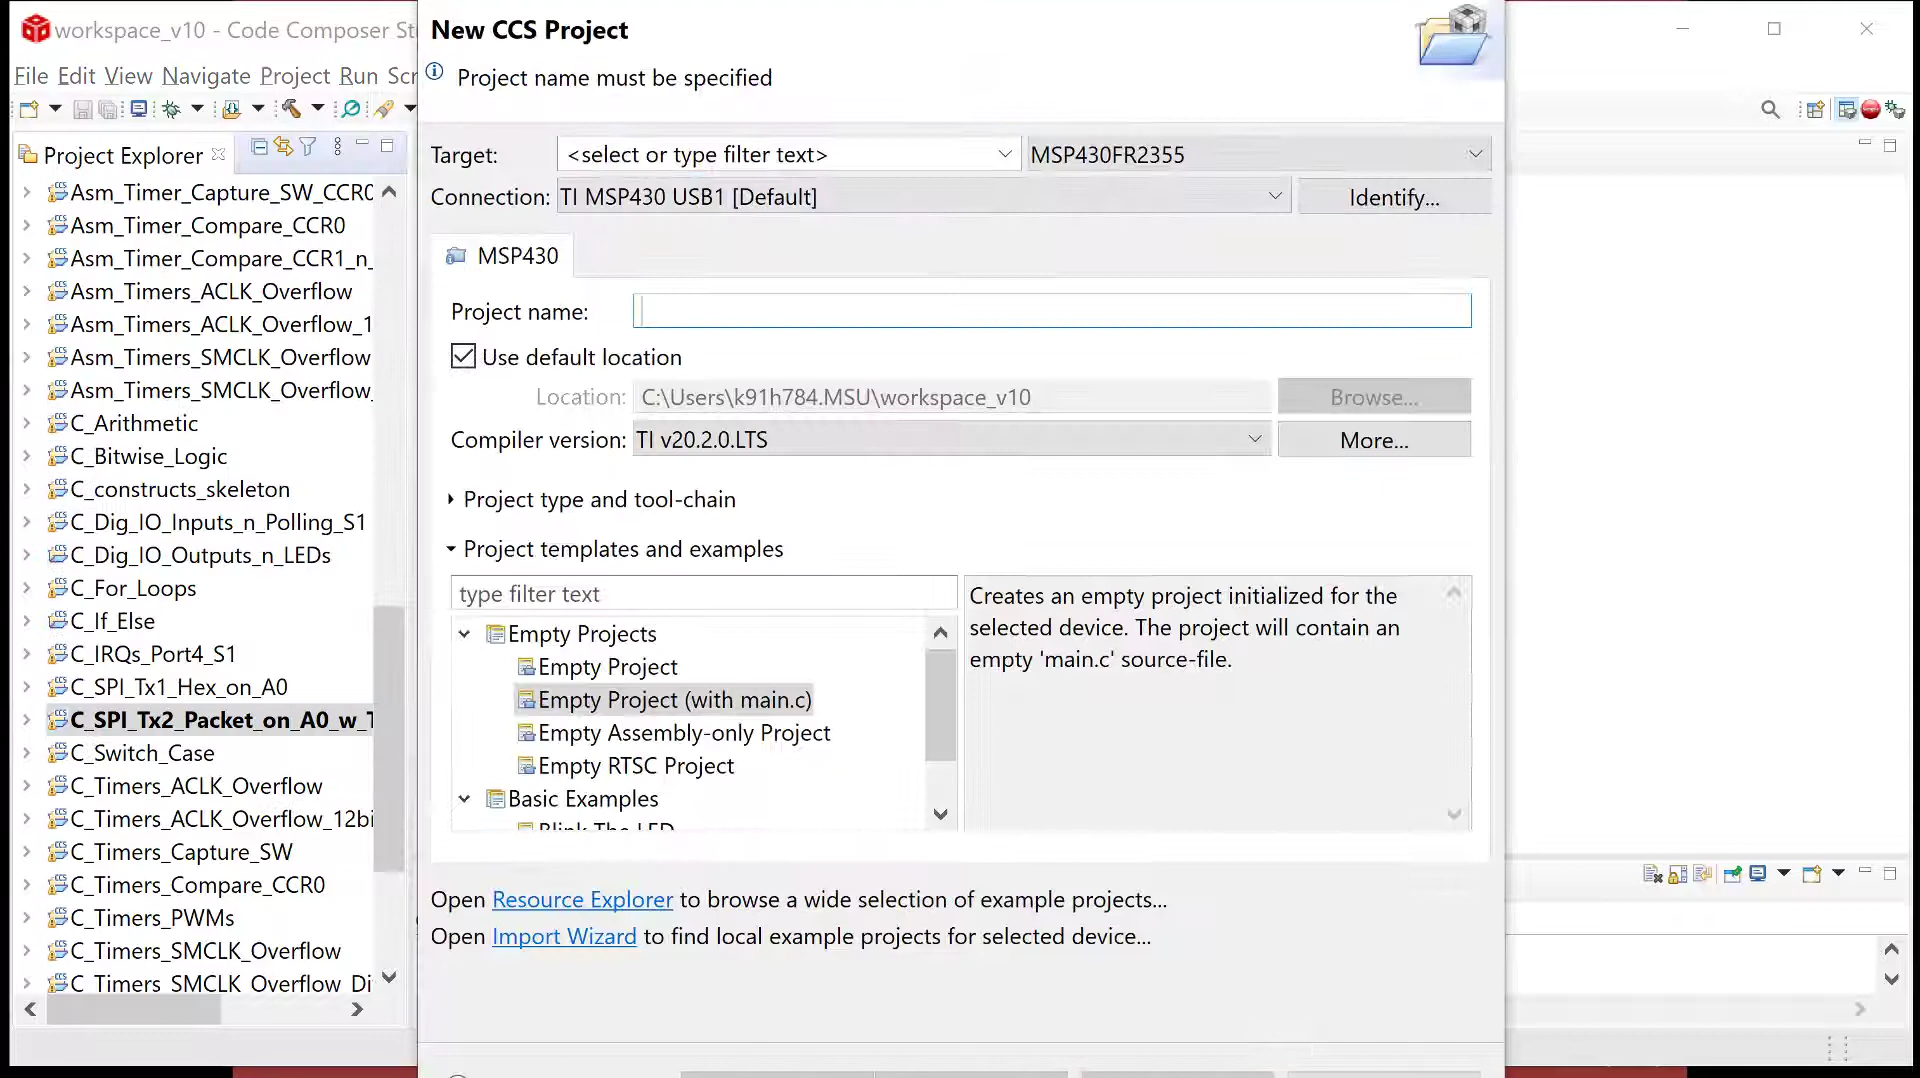 workspace_v10 - Code Composer St
File Edit View Navigate Project Run Scr
Project Explorer
Asm_Timer_Capture_SW_CCR0
Asm_Timer_Compare_CCR0
Asm_Timer_Compare_CCR1_n_
Asm_Timers_ACLK_Overflow
Asm_Timers_ACLK_Overflow_1
Asm_Timers_SMCLK_Overflow
Asm_Timers_SMCLK_Overflow_
C_Arithmetic
C_Bitwise_Logic
C_constructs_skeleton
C_Dig_IO_Inputs_n_Polling_S1
C_Dig_IO_Outputs_n_LEDs
C_For_Loops
C_If_Else
C_IRQs_Port4_S1
C_SPI_Tx1_Hex_on_A0
C_SPI_Tx2_Packet_on_A0_w_T
C_Switch_Case
C_Timers_ACLK_Overflow
C_Timers_ACLK_Overflow_12bi
C_Timers_Capture_SW
C_Timers_Compare_CCR0
C_Timers_PWMs
C_Timers_SMCLK_Overflow
C_Timers_SMCLK_Overflow_Di
New CCS Project
Project name must be specified
Target: <select or type filter text> MSP430FR2355
Connection: TI MSP430 USB1 [Default] Identify...
MSP430
Project name:
Use default location
Location: C:\Users\k91h784.MSU\workspace_v10 Browse...
Compiler version: TI v20.2.0.LTS More...
Project type and tool-chain
Project templates and examples
type filter text
Empty Projects
Empty Project
Empty Project (with main.c)
Empty Assembly-only Project
Empty RTSC Project
Basic Examples
Blink The LED
Creates an empty project initialized for the
selected device. The project will contain an
empty 'main.c' source-file.
Open Resource Explorer to browse a wide selection of example projects...
Open Import Wizard to find local example projects for selected device...